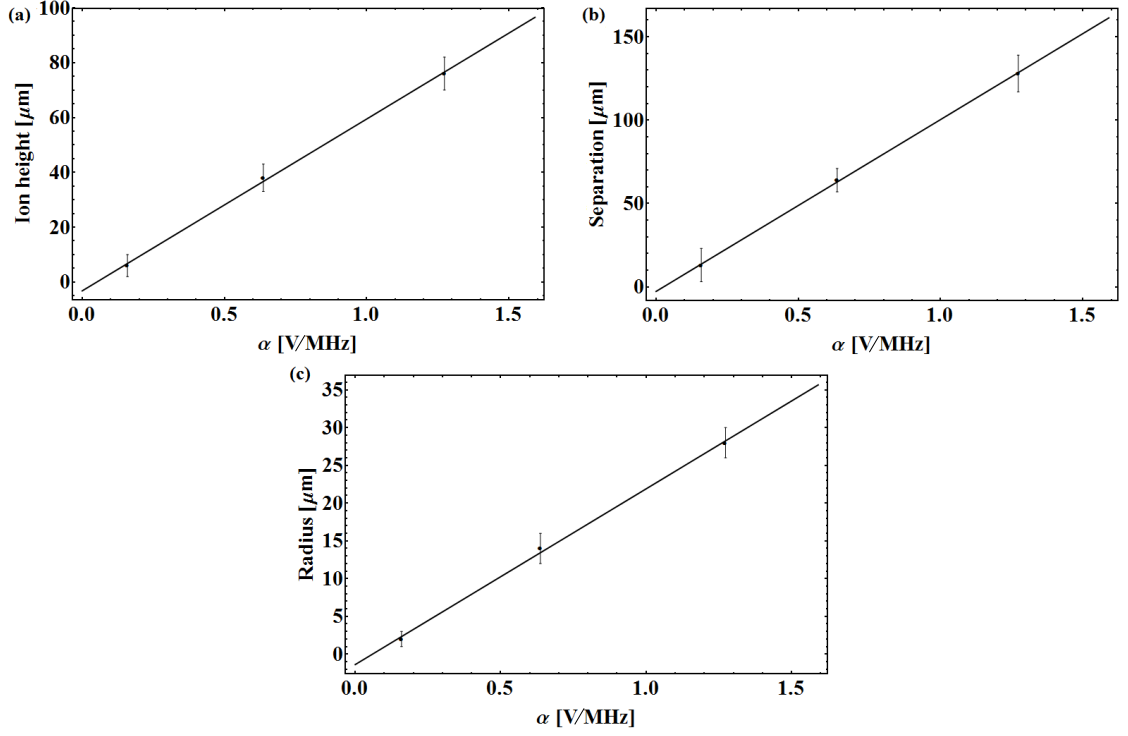 (a)
100
80
60
40
20
0
Ion height [μm]
0.0 0.5 1.0 1.5
α [V/MHz]
(b)
150
100
50
0
Separation [μm]
0.0 0.5 1.0 1.5
α [V/MHz]
(c)
35
30
25
20
15
10
5
0
Radius [μm]
0.0 0.5 1.0 1.5
α [V/MHz]